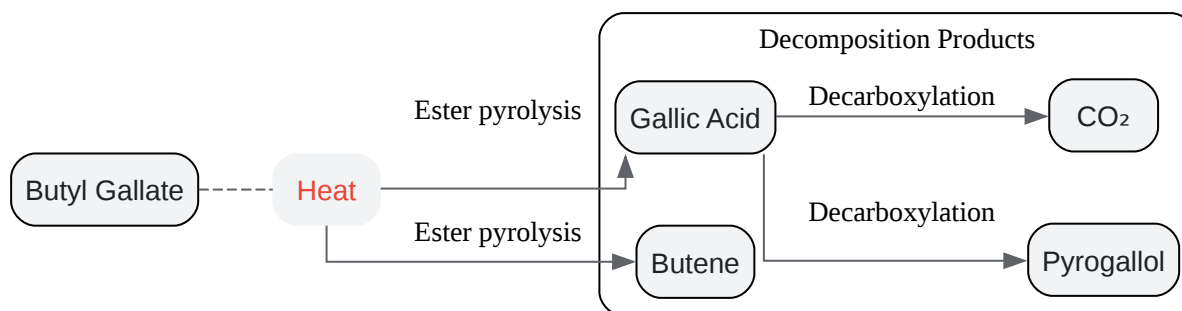 Decomposition Products
Ester pyrolysis
Gallic Acid
Decarboxylation
CO₂
Butyl Gallate
Heat
Ester pyrolysis
Butene
Decarboxylation
Pyrogallol